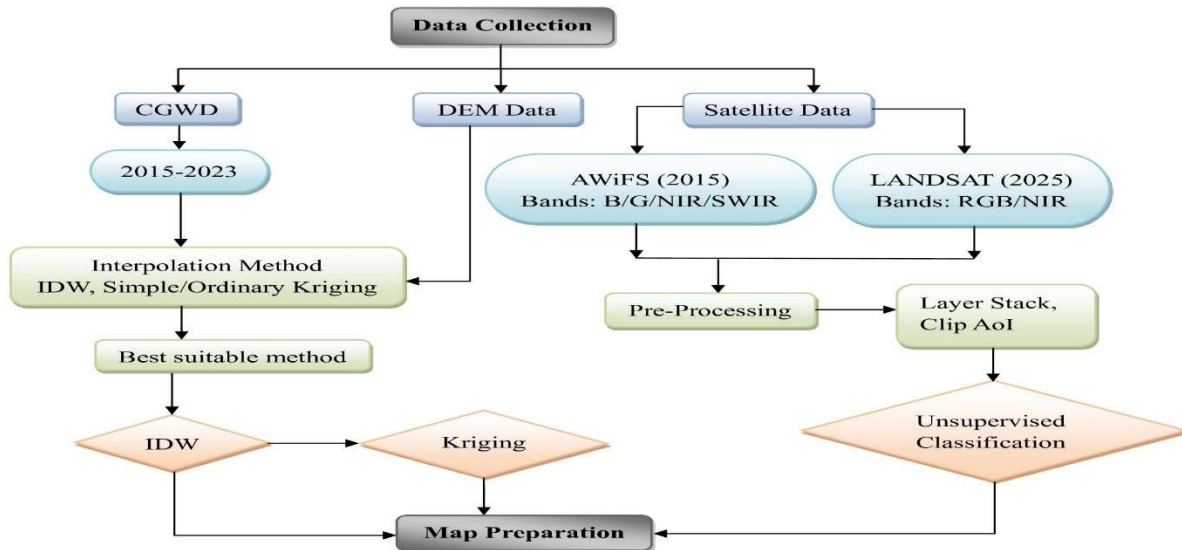 Data Collection
CGWD
DEM Data
Satellite Data
2015-2023
AWiFS (2015)
Bands: B/G/NIR/SWIR
LANDSAT (2025)
Bands: RGB/NIR
Interpolation Method
IDW, Simple/Ordinary Kriging
Pre-Processing
Layer Stack,
Clip AoI
Best suitable method
IDW
Kriging
Unsupervised
Classification
Map Preparation